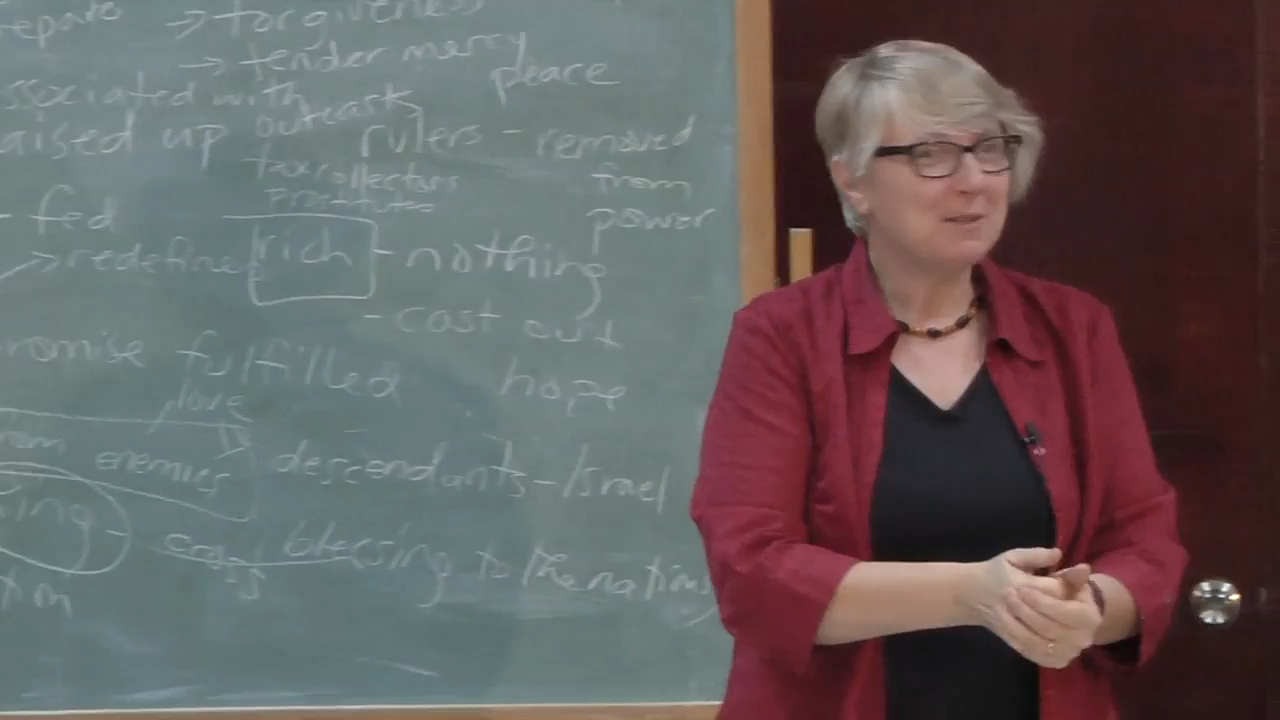 → forgiveness
→ tender mercy
peace
associated with outcast
raised up rulers - removed from power
tax collectors
Prostitutes
- fed
→ redefine rich - nothing
- cost
promise fulfilled hope
love
from enemies descendants - Israel
blessing to the nations